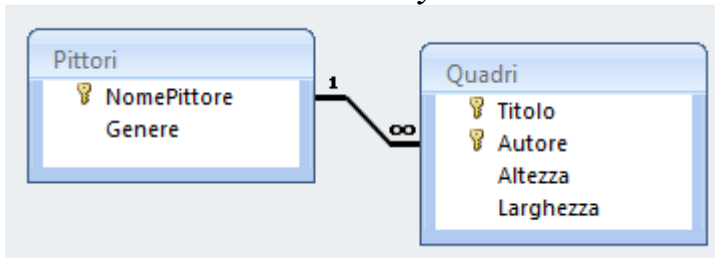 Pittori
NomePittore
Genere
1
∞
Quadri
Titolo
Autore
Altezza
Larghezza